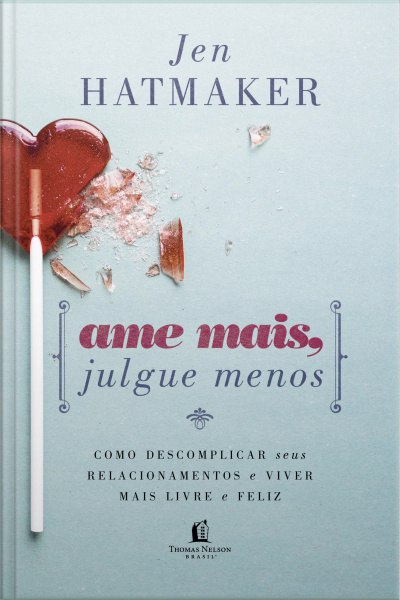 Jen
HATMAKER
ame mais,
julgue menos
COMO DESCOMPLICAR seus
RELACIONAMENTOS e VIVER
MAIS LIVRE e FELIZ
THOMAS NELSON
BRASIL®